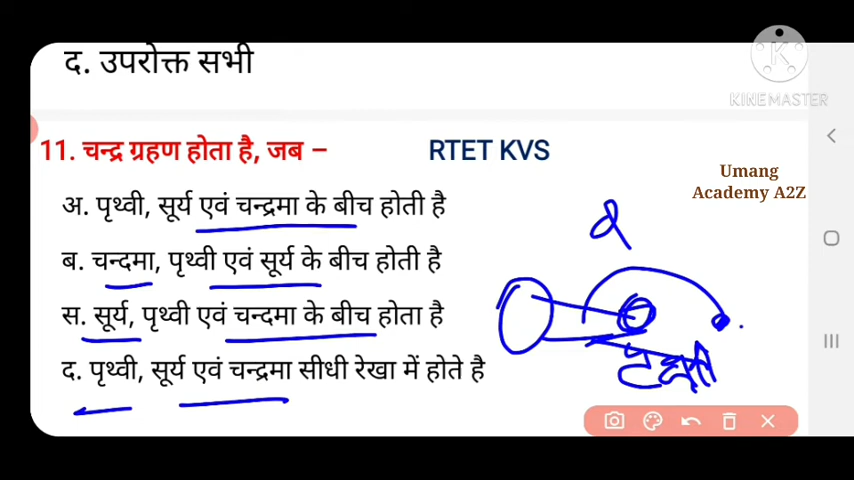 द. उपरोक्त सभी
KINEMASTER
11. चन्द्र ग्रहण होता है, जब –
RTET KVS
Umang
Academy A2Z
अ. पृथ्वी, सूर्य एवं चन्द्रमा के बीच होती है
ब. चन्दमा, पृथ्वी एवं सूर्य के बीच होती है
स. सूर्य, पृथ्वी एवं चन्दमा के बीच होता है
द. पृथ्वी, सूर्य एवं चन्द्रमा सीधी रेखा में होते है